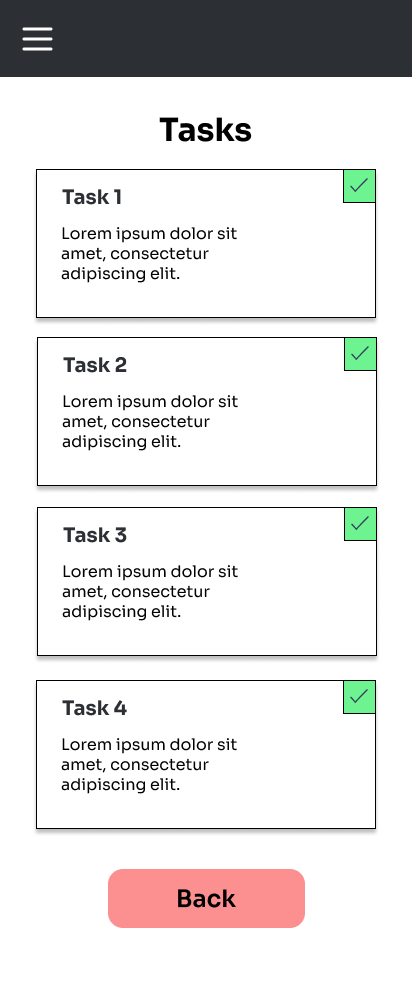 Tasks
Task 1
Lorem ipsum dolor sit
amet, consectetur
adipiscing elit.
Task 2
Lorem ipsum dolor sit
amet, consectetur
adipiscing elit.
Task 3
Lorem ipsum dolor sit
amet, consectetur
adipiscing elit.
Task 4
Lorem ipsum dolor sit
amet, consectetur
adipiscing elit.
Back